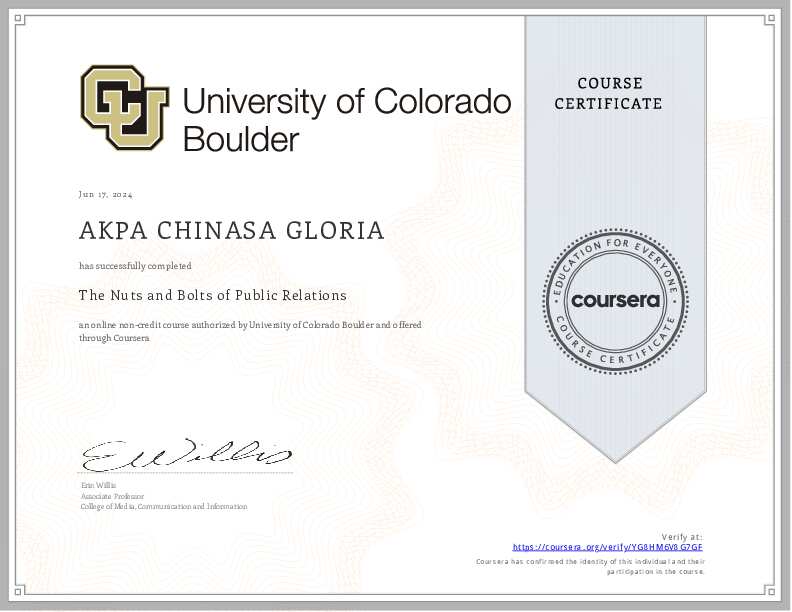 University of Colorado
Boulder
COURSE
CERTIFICATE
Jun 17, 2024
AKPA CHINASA GLORIA
has successfully completed
The Nuts and Bolts of Public Relations
an online non-credit course authorized by University of Colorado Boulder and offered
through Coursera
EDUCATION FOR EVERYONE
coursera
COURSE CERTIFICATE
E Willis
Erin Willis
Associate Professor
College of Media, Communication and Information
Verify at:
https://coursera.org/verify/YG8HM6V8G7GF
Coursera has confirmed the identity of this individual and their
participation in the course.